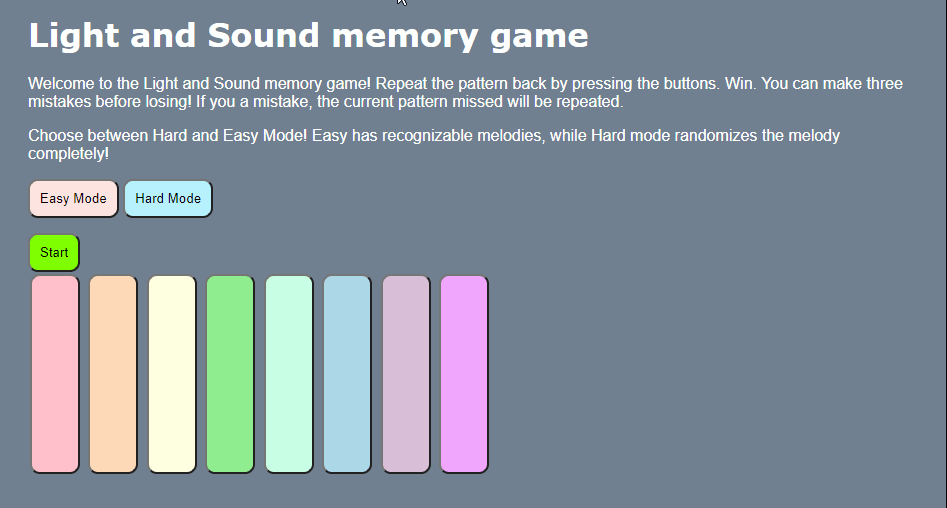 Light and Sound memory game
Welcome to the Light and Sound memory game! Repeat the pattern back by pressing the buttons. Win. You can make three
mistakes before losing! If you a mistake, the current pattern missed will be repeated.
Choose between Hard and Easy Mode! Easy has recognizable melodies, while Hard mode randomizes the melody
completely!
Easy Mode Hard Mode
Start